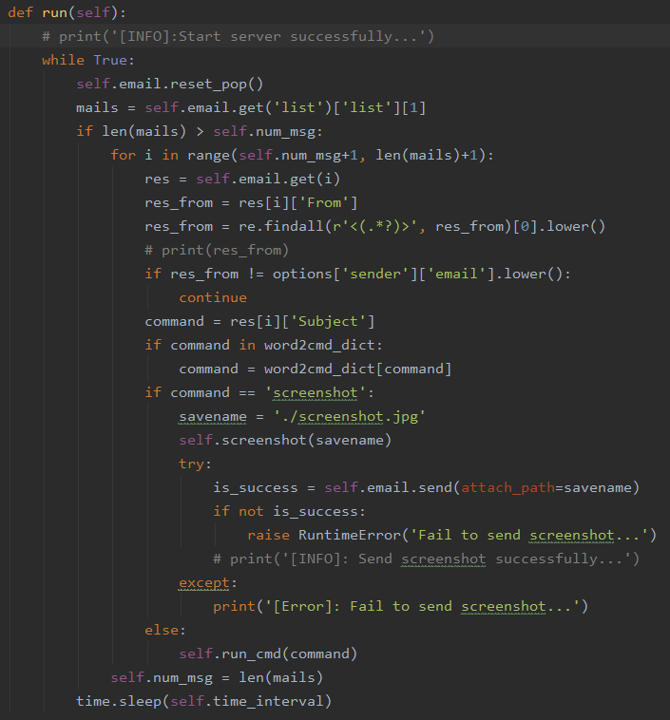 def run(self):
    # print('[INFO]:Start server successfully...')
    while True:
        self.email.reset_pop()
        mails = self.email.get('list')['list'][1]
        if len(mails) > self.num_msg:
            for i in range(self.num_msg+1, len(mails)+1):
                res = self.email.get(i)
                res_from = res[i]['From']
                res_from = re.findall(r'<(.*?)>', res_from)[0].lower()
                # print(res_from)
                if res_from != options['sender']['email'].lower():
                    continue
                command = res[i]['Subject']
                if command in word2cmd_dict:
                    command = word2cmd_dict[command]
                if command == 'screenshot':
                    savename = './screenshot.jpg'
                    self.screenshot(savename)
                    try:
                        is_success = self.email.send(attach_path=savename)
                        if not is_success:
                            raise RuntimeError('Fail to send screenshot...')
                        # print('[INFO]: Send screenshot successfully...')
                    except:
                        print('[Error]: Fail to send screenshot...')
                else:
                    self.run_cmd(command)
            self.num_msg = len(mails)
        time.sleep(self.time_interval)